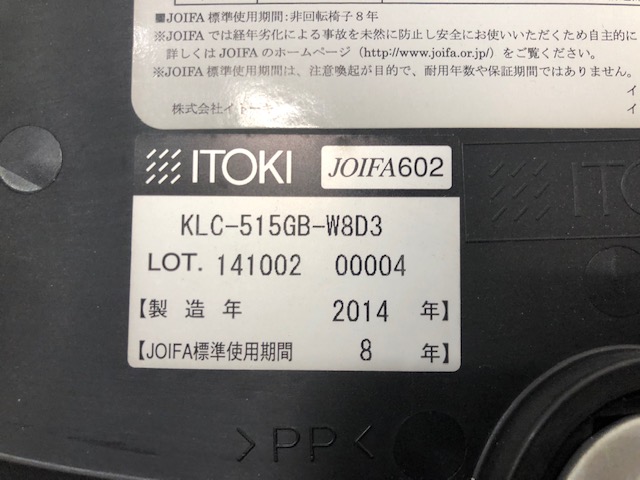 ■JOIFA標準使用期間：非回転椅子８年
※JOIFAでは経年劣化による事故を未然に防止し安全にお使いいただくため自主的に
詳しくはJOIFAのホームページ（http://www.joifa.or.jp/）をご覧ください。
※JOIFA標準使用期間は、注意喚起が目的で、耐用年数や保証期間ではありません。
イ
株式会社イトーキ
イ
ITOKI JOIFA602
KLC-515GB-W8D3
LOT. 141002 00004
【製造年 2014 年】
【JOIFA標準使用期間 8 年】
ITOKI
>PP<